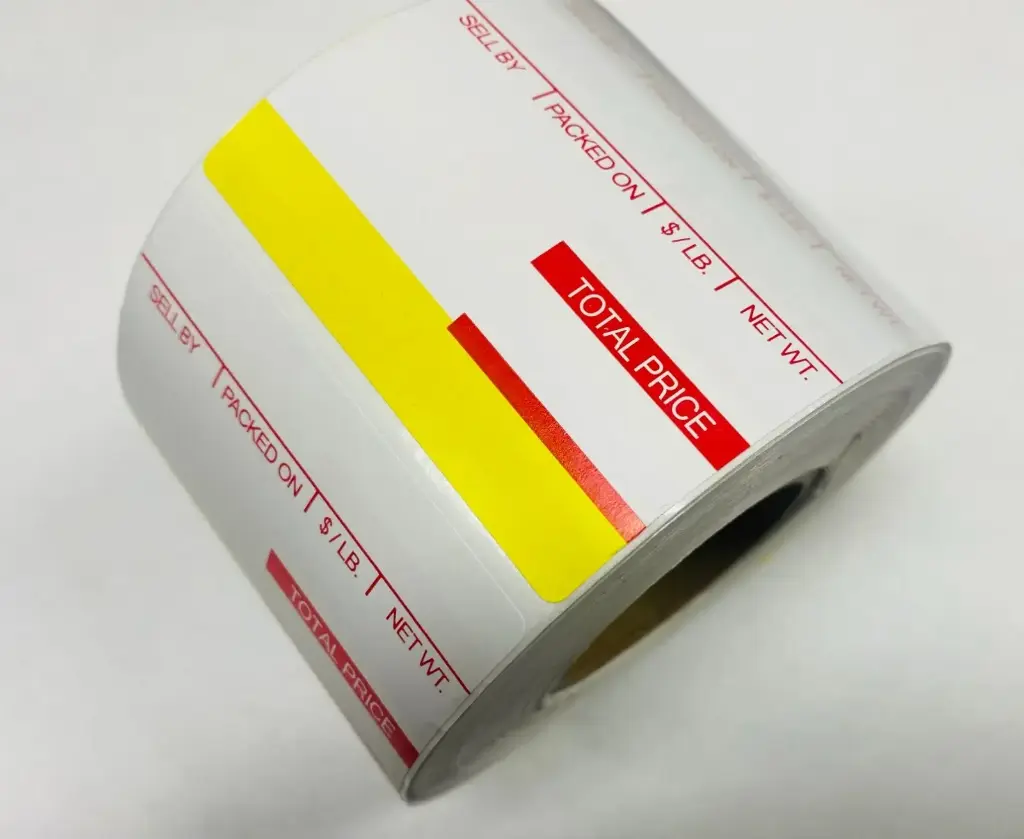 SELL BY PACKED ON $ / LB. NET WT.
TOTAL PRICE
SELL BY PACKED ON $ / LB. NET WT.
TOTAL PRICE